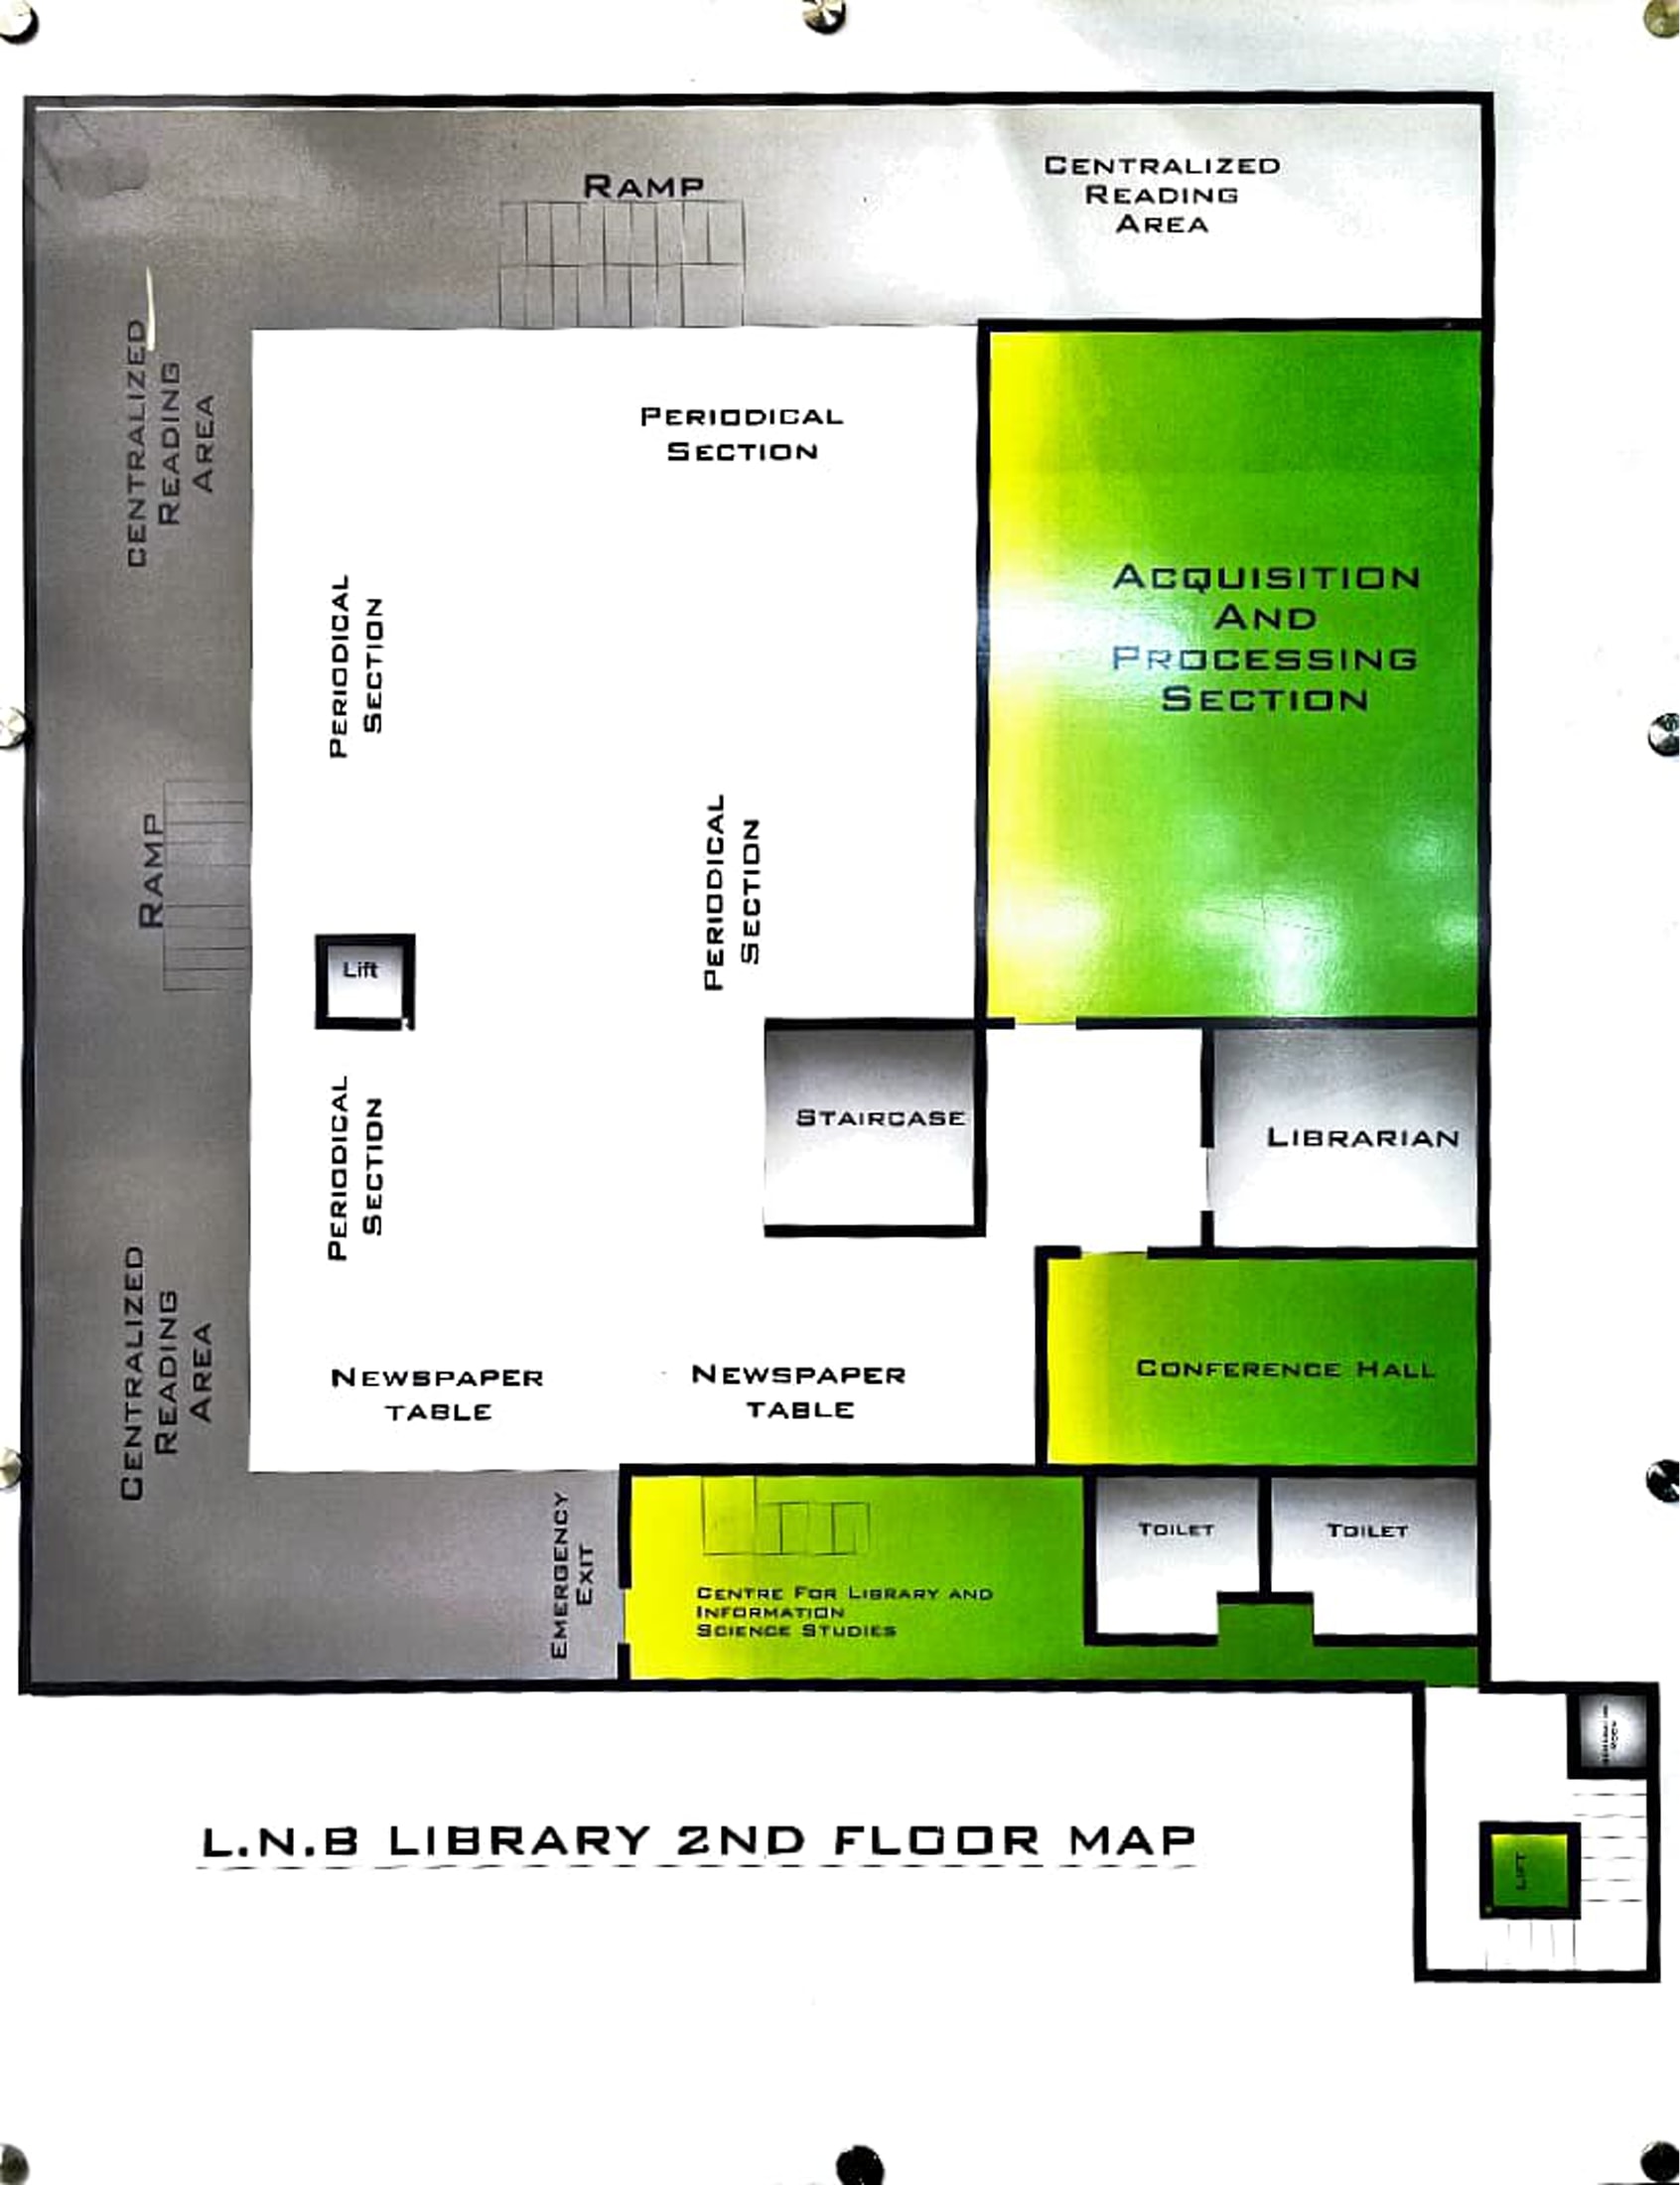 RAMP
CENTRALIZED
READING
AREA
CENTRALIZED
READING
AREA
PERIODICAL
SECTION
PERIODICAL
SECTION
ACQUISITION
AND
PROCESSING
SECTION
RAMP
PERIODICAL
SECTION
Lift
STAIRCASE
LIBRARIAN
PERIODICAL
SECTION
CENTRALIZED
READING
AREA
NEWSPAPER
TABLE
NEWSPAPER
TABLE
CONFERENCE HALL
EMERGENCY
EXIT
CENTRE FOR LIBRARY AND
INFORMATION
SCIENCE STUDIES
TOILET
TOILET
LIFT
L.N.B LIBRARY 2ND FLOOR MAP